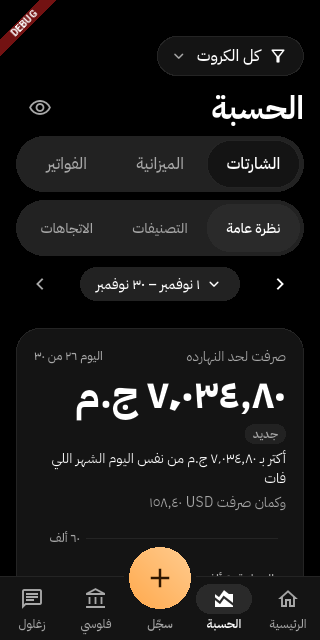 DEBUG
كل الكروت
الحسبة
الشارتات
الميزانية
الفواتير
نظرة عامة
التصنيفات
الاتجاهات
١ نوفمبر – ٣٠ نوفمبر
صرفت لحد النهارده
اليوم ٢٦ من ٣٠
٧,٠٣٤,٨٠ ج.م
جديد
أكتر بـ ٧,٠٣٤,٨٠ ج.م من نفس اليوم الشهر اللي
فات
وكمان صرفت USD ١٥٨,٤٠
٦٠ ألف
الرئيسية
الحسبة
سجّل
فلوسي
زغلول